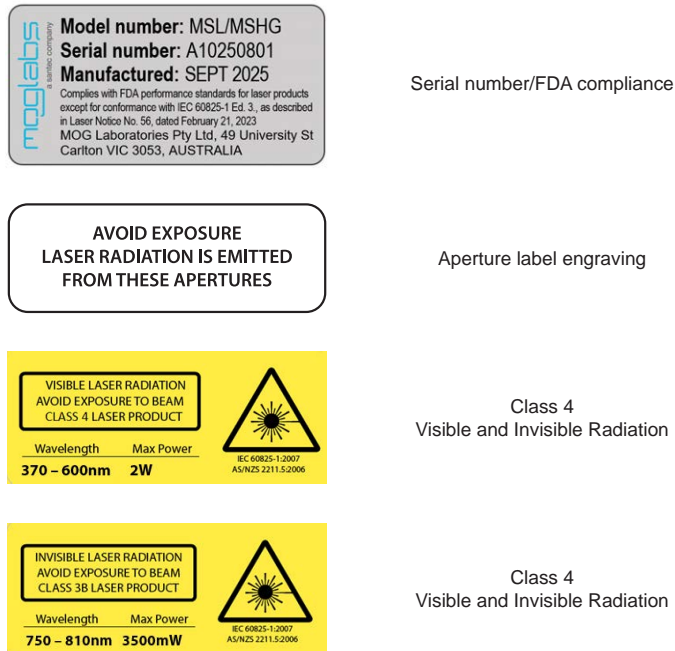 moglabs
a santec company
Model number: MSL/MSHG
Serial number: A10250801
Manufactured: SEPT 2025
Complies with FDA performance standards for laser products
except for conformance with IEC 60825-1 Ed. 3., as described
in Laser Notice No. 56, dated February 21, 2023
MOG Laboratories Pty Ltd, 49 University St
Carlton VIC 3053, AUSTRALIA
Serial number/FDA compliance
AVOID EXPOSURE
LASER RADIATION IS EMITTED
FROM THESE APERTURES
Aperture label engraving
VISIBLE LASER RADIATION
AVOID EXPOSURE TO BEAM
CLASS 4 LASER PRODUCT
Wavelength Max Power
370 – 600nm 2W
IEC 60825-1:2007
AS/NZS 2211.5:2006
Class 4
Visible and Invisible Radiation
INVISIBLE LASER RADIATION
AVOID EXPOSURE TO BEAM
CLASS 3B LASER PRODUCT
Wavelength Max Power
750 – 810nm 3500mW
IEC 60825-1:2007
AS/NZS 2211.5:2006
Class 4
Visible and Invisible Radiation